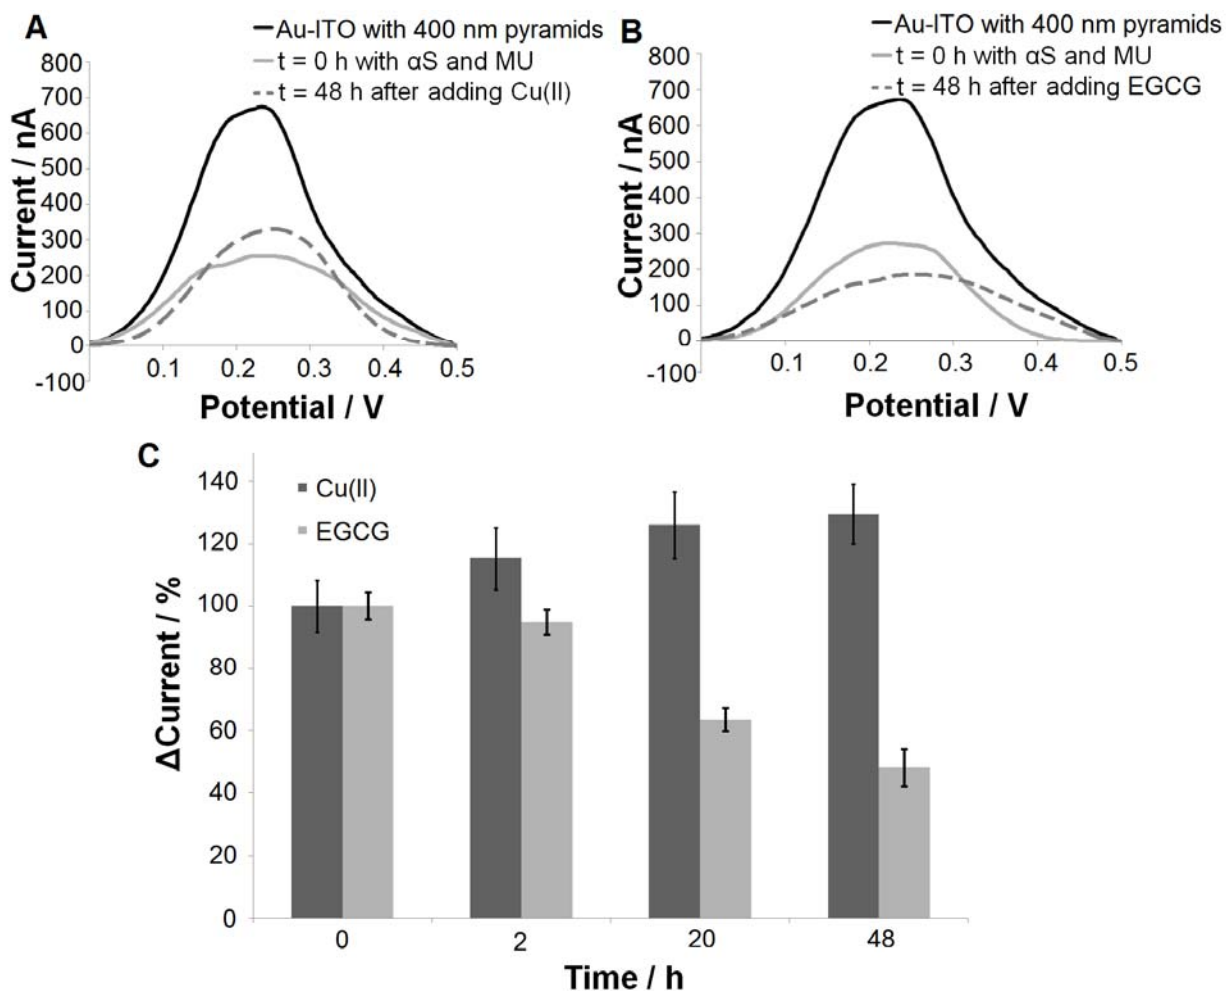 A
Au-ITO with 400 nm pyramids
t = 0 h with αS and MU
t = 48 h after adding Cu(II)
800
700
600
500
400
300
200
100
0
-100
0.1 0.2 0.3 0.4 0.5
Current / nA
Potential / V
B
Au-ITO with 400 nm pyramids
t = 0 h with αS and MU
t = 48 h after adding EGCG
800
700
600
500
400
300
200
100
0
-100
0.1 0.2 0.3 0.4 0.5
Current / nA
Potential / V
C
Cu(II)
EGCG
140
120
100
80
60
40
20
0
ΔCurrent / %
0 2 20 48
Time / h